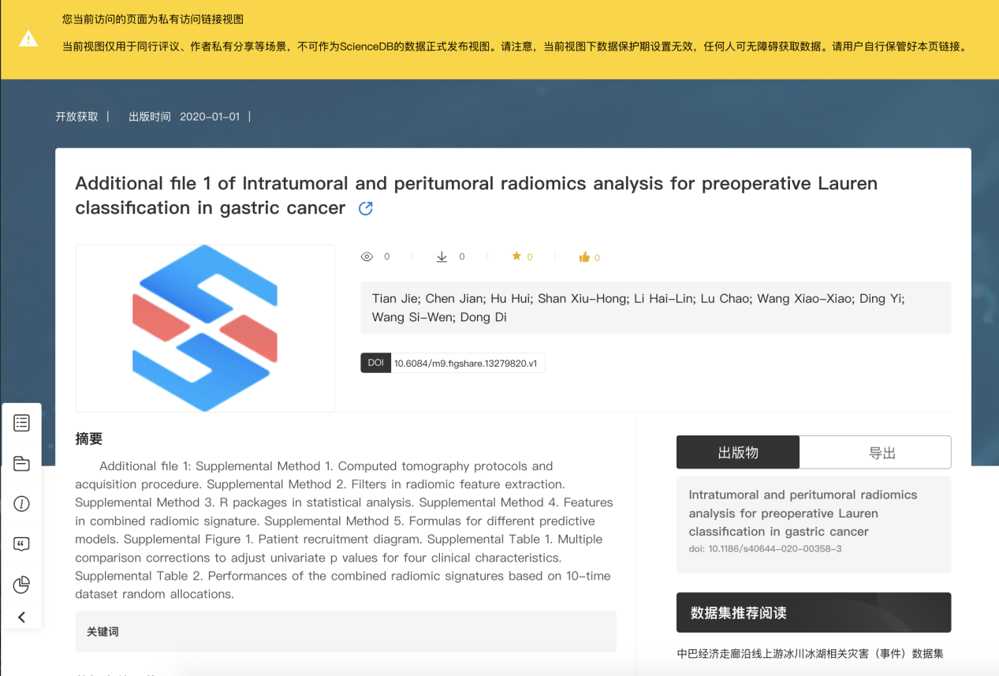 您当前访问的页面为私有访问链接视图
当前视图仅用于同行评议、作者私有分享等场景，不可作为ScienceDB的数据正式发布视图。请注意，当前视图下数据保护期设置无效，任何人可无障碍获取数据。请用户自行保管好本页链接。
开放获取 | 出版时间 2020-01-01 |
Additional file 1 of Intratumoral and peritumoral radiomics analysis for preoperative Lauren
classification in gastric cancer
0 | 0 | 0 | 0
Tian Jie; Chen Jian; Hu Hui; Shan Xiu-Hong; Li Hai-Lin; Lu Chao; Wang Xiao-Xiao; Ding Yi;
Wang Si-Wen; Dong Di
DOI 10.6084/m9.figshare.13279820.v1
摘要
Additional file 1: Supplemental Method 1. Computed tomography protocols and
acquisition procedure. Supplemental Method 2. Filters in radiomic feature extraction.
Supplemental Method 3. R packages in statistical analysis. Supplemental Method 4. Features
in combined radiomic signature. Supplemental Method 5. Formulas for different predictive
models. Supplemental Figure 1. Patient recruitment diagram. Supplemental Table 1. Multiple
comparison corrections to adjust univariate p values for four clinical characteristics.
Supplemental Table 2. Performances of the combined radiomic signatures based on 10-time
dataset random allocations.
关键词
出版物 导出
Intratumoral and peritumoral radiomics
analysis for preoperative Lauren
classification in gastric cancer
doi: 10.1186/s40644-020-00358-3
数据集推荐阅读
中巴经济走廊沿线上游冰川冰湖相关灾害（事件）数据集